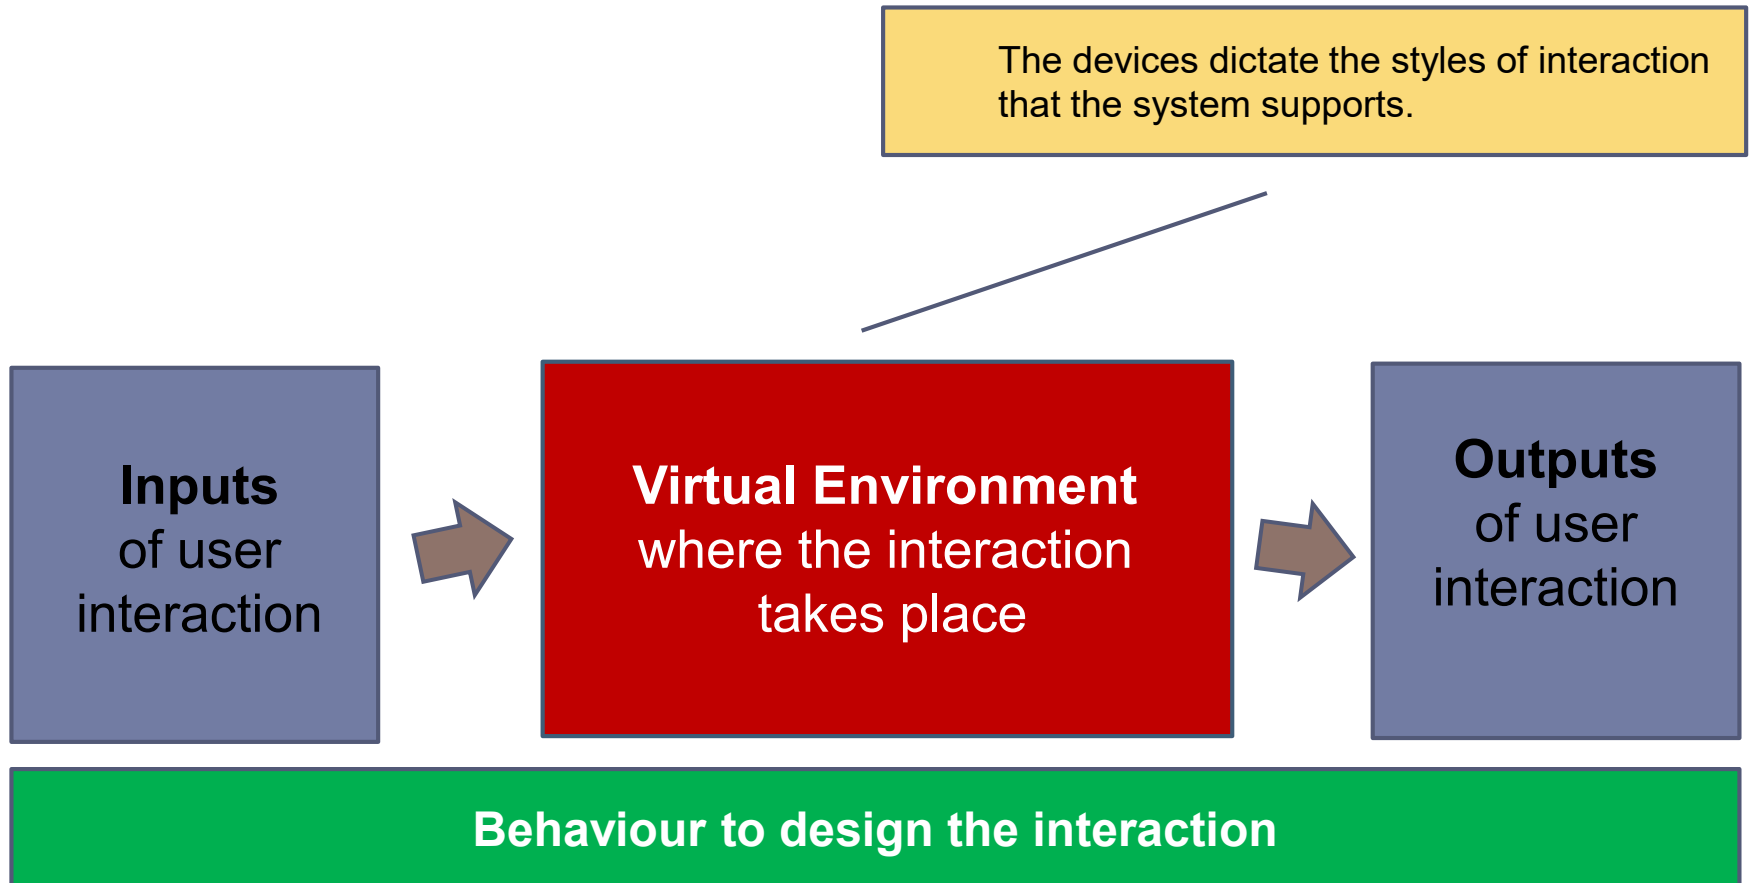 The devices dictate the styles of interaction
that the system supports.
Inputs
of user
interaction
Virtual Environment
where the interaction
takes place
Outputs
of user
interaction
Behaviour to design the interaction